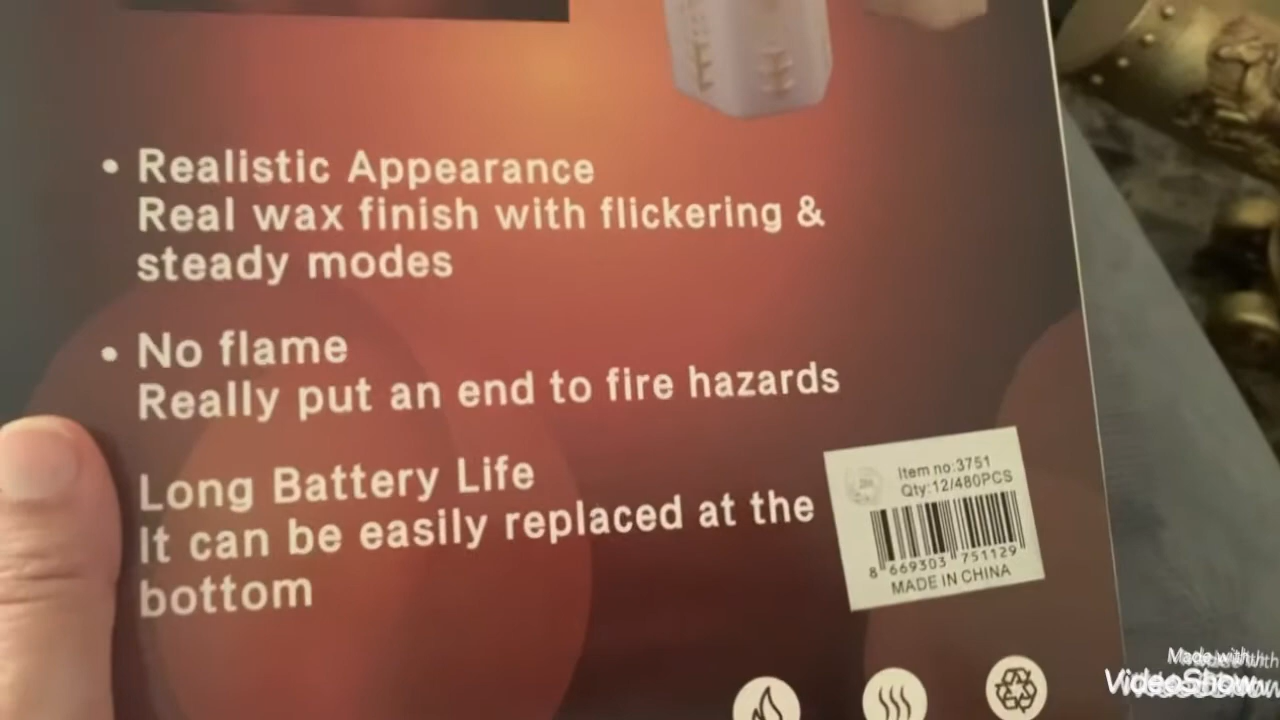 • Realistic Appearance
Real wax finish with flickering &
steady modes
• No flame
Really put an end to fire hazards
Long Battery Life
It can be easily replaced at the
bottom
Item no:3751
Qty:12/480PCS
8 669303 751129
MADE IN CHINA
Made with
VideoShow